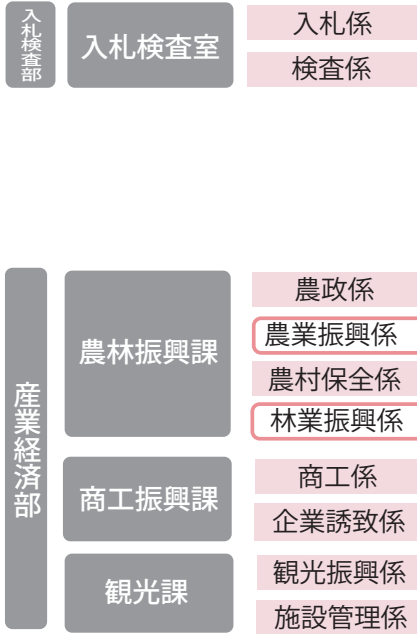 入札検査部
入札検査室
入札係
検査係
産業経済部
農林振興課
農政係
農業振興係
農村保全係
林業振興係
商工振興課
商工係
企業誘致係
観光課
観光振興係
施設管理係